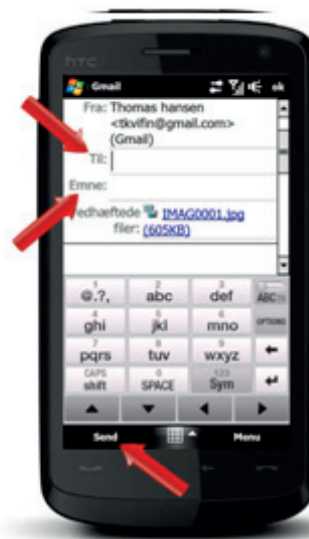 htc
Gmail ok
Fra: Thomas hansen
<tkvifin@gmail.com>
(Gmail)
Til:
Emne:
Vedhæftede IMAG0001.jpg
filer: (605KB)
1 2 3
@.?, abc def ABC
4 5 6
ghi jkl mno OPTIONS
7 8 9
pqrs tuv wxyz
CAPS 0 123
shift SPACE Sym
Send Menu